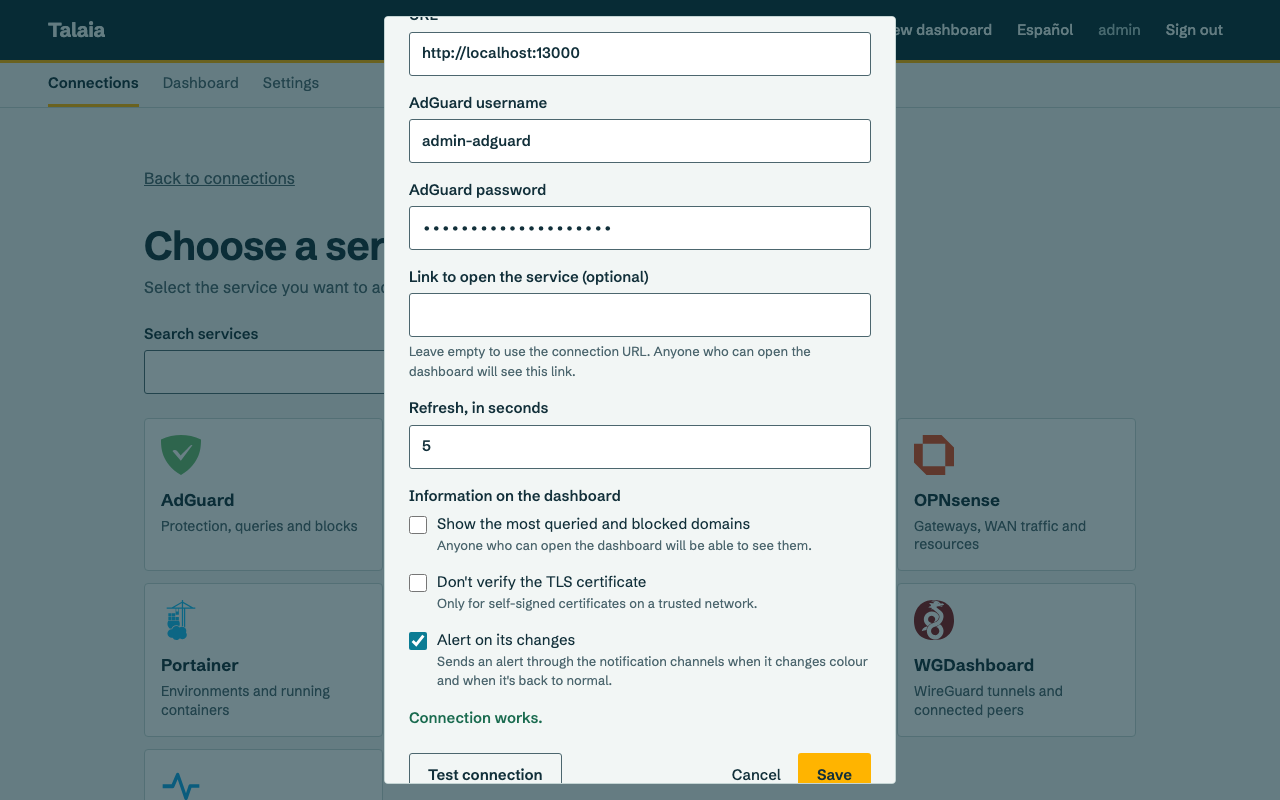 Talaia
Español
admin
Sign out
dashboard
Connections
Dashboard
Settings
Back to connections
Choose a
Select the service you want to
Search services
AdGuard
Protection, queries and blocks
Portainer
Environments and running
containers
URL
http://localhost:13000
AdGuard username
admin-adguard
AdGuard password
•••••••••••••••••••
Link to open the service (optional)
Leave empty to use the connection URL. Anyone who can open the
dashboard will see this link.
Refresh, in seconds
5
Information on the dashboard
Show the most queried and blocked domains
Anyone who can open the dashboard will be able to see them.
Don't verify the TLS certificate
Only for self-signed certificates on a trusted network.
Alert on its changes
Sends an alert through the notification channels when it changes colour
and when it's back to normal.
Connection works.
Test connection
Cancel
Save
OPNsense
Gateways, WAN traffic and
resources
WGDashboard
WireGuard tunnels and
connected peers